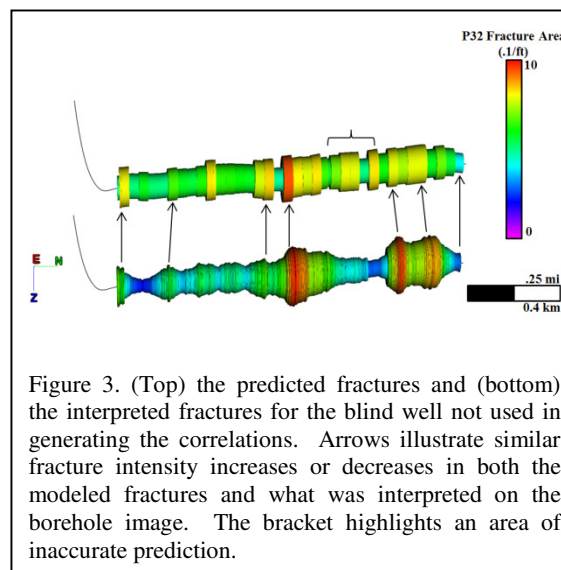 P32 Fracture Area
(.1/ft)
10
0
E
N
Z
.25 mi
0.4 km
Figure 3. (Top) the predicted fractures and (bottom)
the interpreted fractures for the blind well not used in
generating the correlations. Arrows illustrate similar
fracture intensity increases or decreases in both the
modeled fractures and what was interpreted on the
borehole image. The bracket highlights an area of
inaccurate prediction.